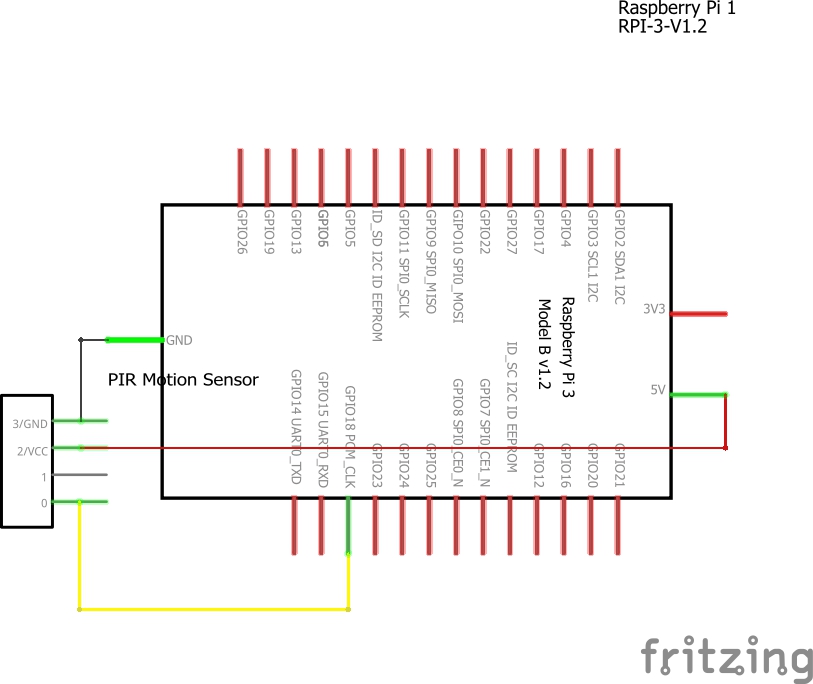 Raspberry Pi 1
RPI-3-V1.2
GPIO26
GPIO19
GPIO13
GPIO6
GPIO5
ID_SD I2C ID EEPROM
GPIO11 SPI0_SCLK
GPIO9 SPI0_MISO
GIPO10 SPI0_MOSI
GPIO22
GPIO27
GPIO17
GPIO4
GPIO3 SCL1 I2C
GPIO2 SDA1 I2C
3V3
Raspberry Pi 3
Model B v1.2
GND
PIR Motion Sensor
5V
3/GND
2/VCC
1
0
GPIO14 UART0_TXD
GPIO15 UART0_RXD
GPIO18 PCM_CLK
GPIO23
GPIO24
GPIO25
GPIO8 SPI0_CE0_N
GPIO7 SPI0_CE1_N
ID_SC I2C ID EEPROM
GPIO12
GPIO16
GPIO20
GPIO21
fritzing